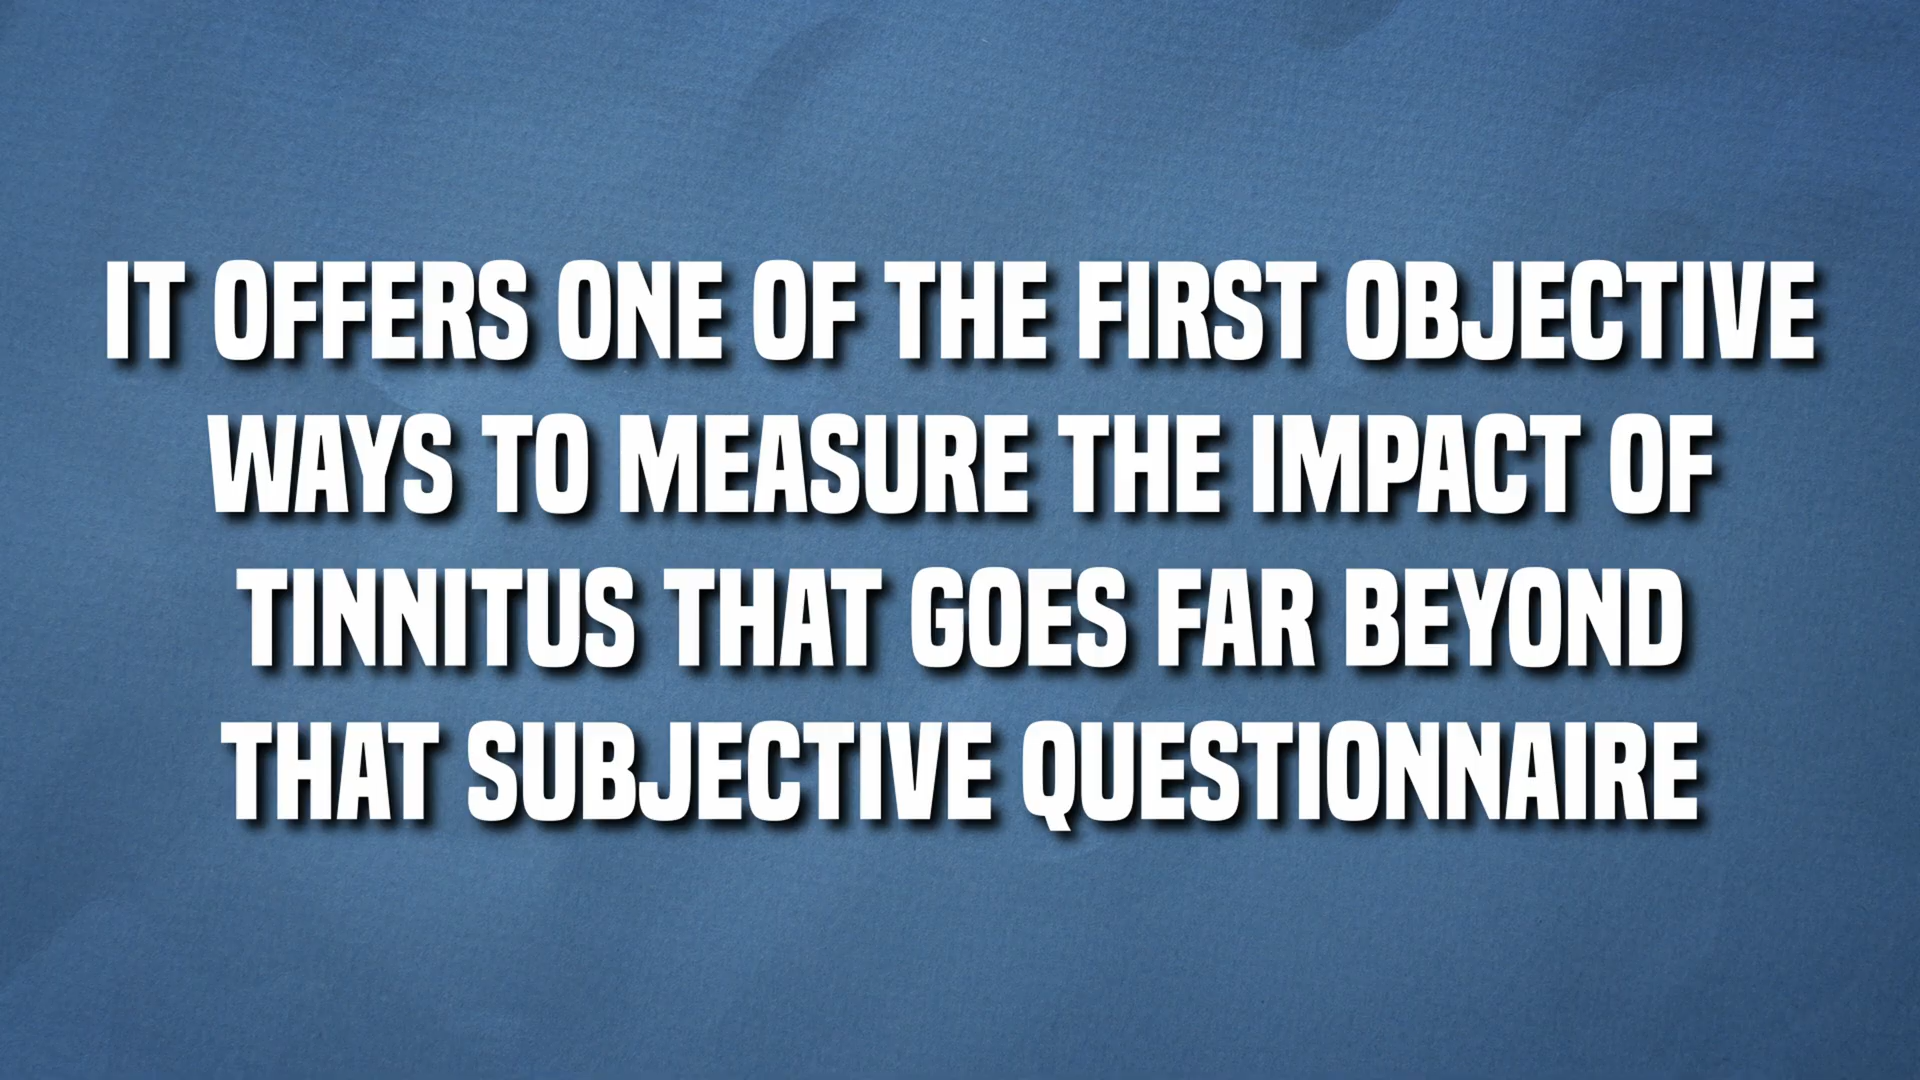 IT OFFERS ONE OF THE FIRST OBJECTIVE
WAYS TO MEASURE THE IMPACT OF
TINNITUS THAT GOES FAR BEYOND
THAT SUBJECTIVE QUESTIONNAIRE